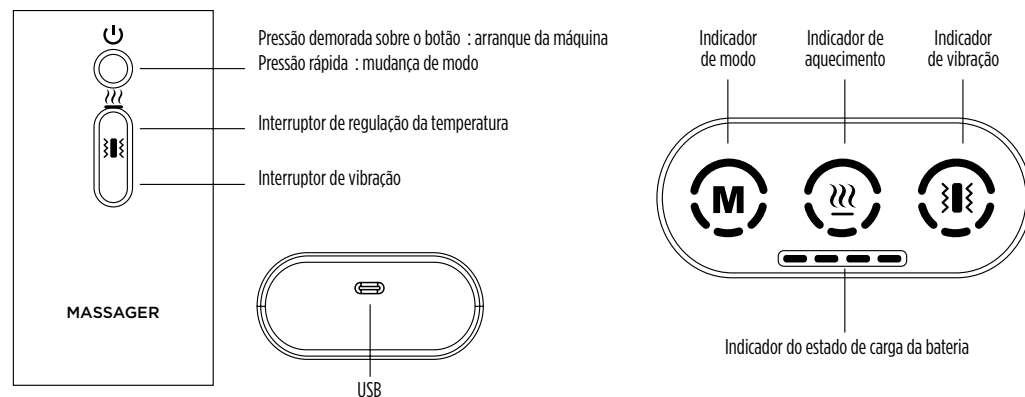 Pressão demorada sobre o botão : arranque da máquina
Pressão rápida : mudança de modo
Interruptor de regulação da temperatura
Interruptor de vibração
MASSAGER
USB
Indicador
de modo
Indicador de
aquecimento
Indicador
de vibração
M
Indicador do estado de carga da bateria